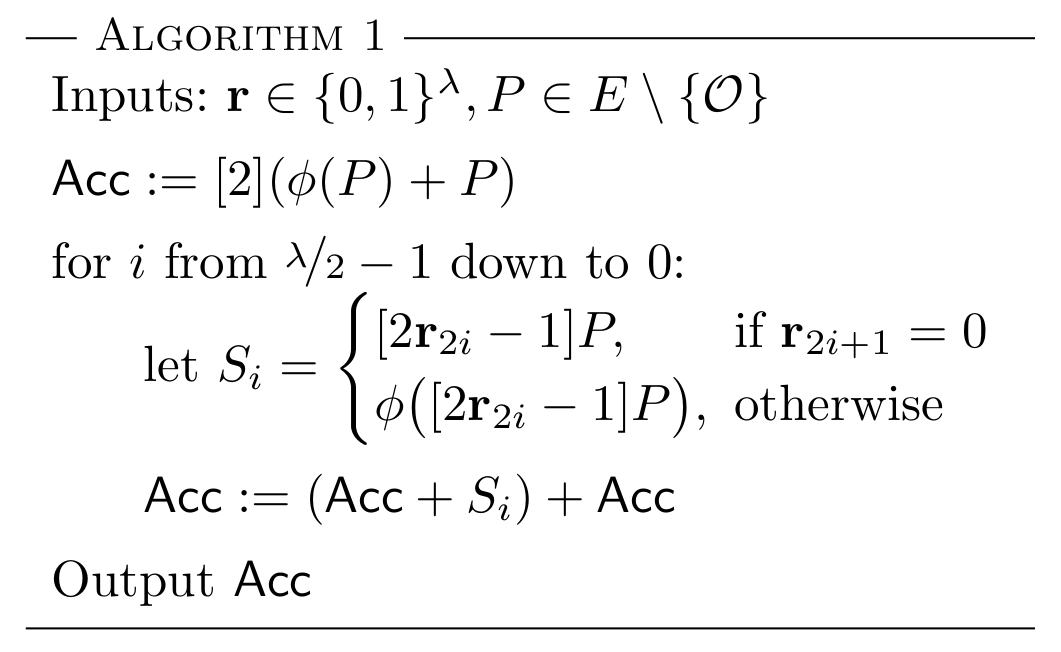 Algorithm 1
Inputs: r ∈ {0, 1}^λ, P ∈ E \ {𝒪}
Acc := [2](ϕ(P) + P)
for i from λ/2 − 1 down to 0:
let S_i = { [2r_{2i} − 1]P, if r_{2i+1} = 0
ϕ([2r_{2i} − 1]P), otherwise
Acc := (Acc + S_i) + Acc
Output Acc